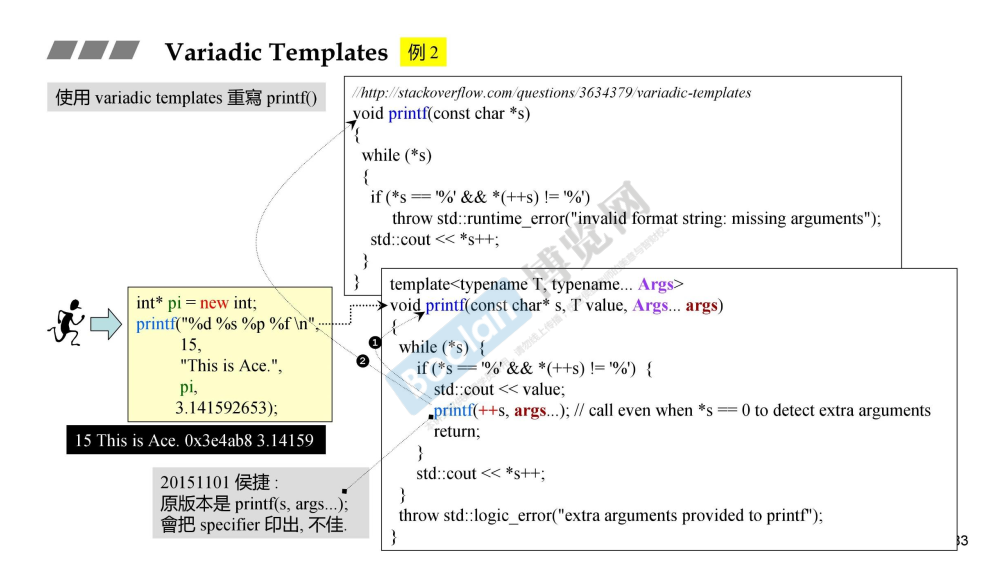 Variadic Templates 例 2
使用 variadic templates 重寫 printf()
//http://stackoverflow.com/questions/3634379/variadic-templates
void printf(const char *s)
{
while (*s)
{
if (*s == '%' && *(++s) != '%')
throw std::runtime_error("invalid format string: missing arguments");
std::cout << *s++;
}
}
template<typename T, typename... Args>
void printf(const char* s, T value, Args... args)
{
while (*s) {
if (*s == '%' && *(++s) != '%') {
std::cout << value;
printf(++s, args...); // call even when *s == 0 to detect extra arguments
return;
}
std::cout << *s++;
}
throw std::logic_error("extra arguments provided to printf");
}
int* pi = new int;
printf("%d %s %p %f \n",
15,
"This is Ace.",
pi,
3.141592653);
❶
❷
15 This is Ace. 0x3e4ab8 3.14159
20151101 侯捷 :
原版本是 printf(s, args...);
會把 specifier 印出, 不佳.
Boolan
博览网
33